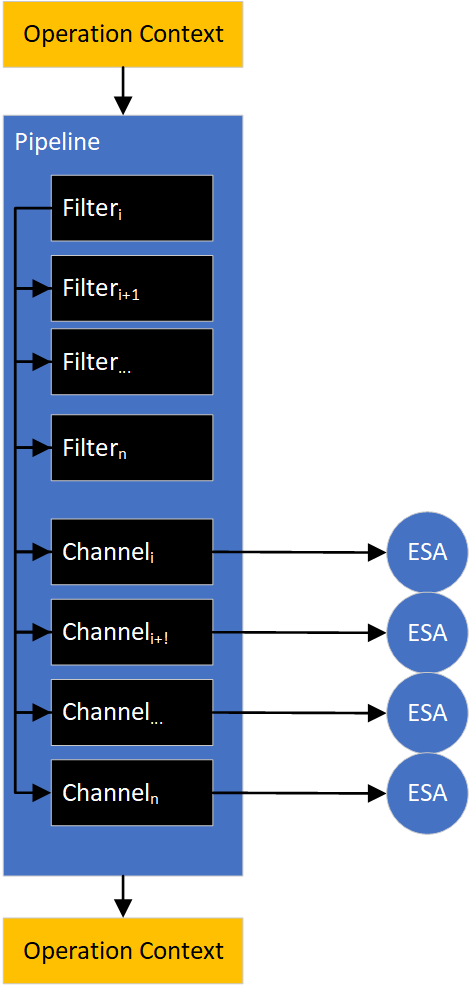 Operation Context
Pipeline
Filterᵢ
Filterᵢ₊₁
Filter...
Filterₙ
Channelᵢ ESA
Channelᵢ₊! ESA
Channel... ESA
Channelₙ ESA
Operation Context